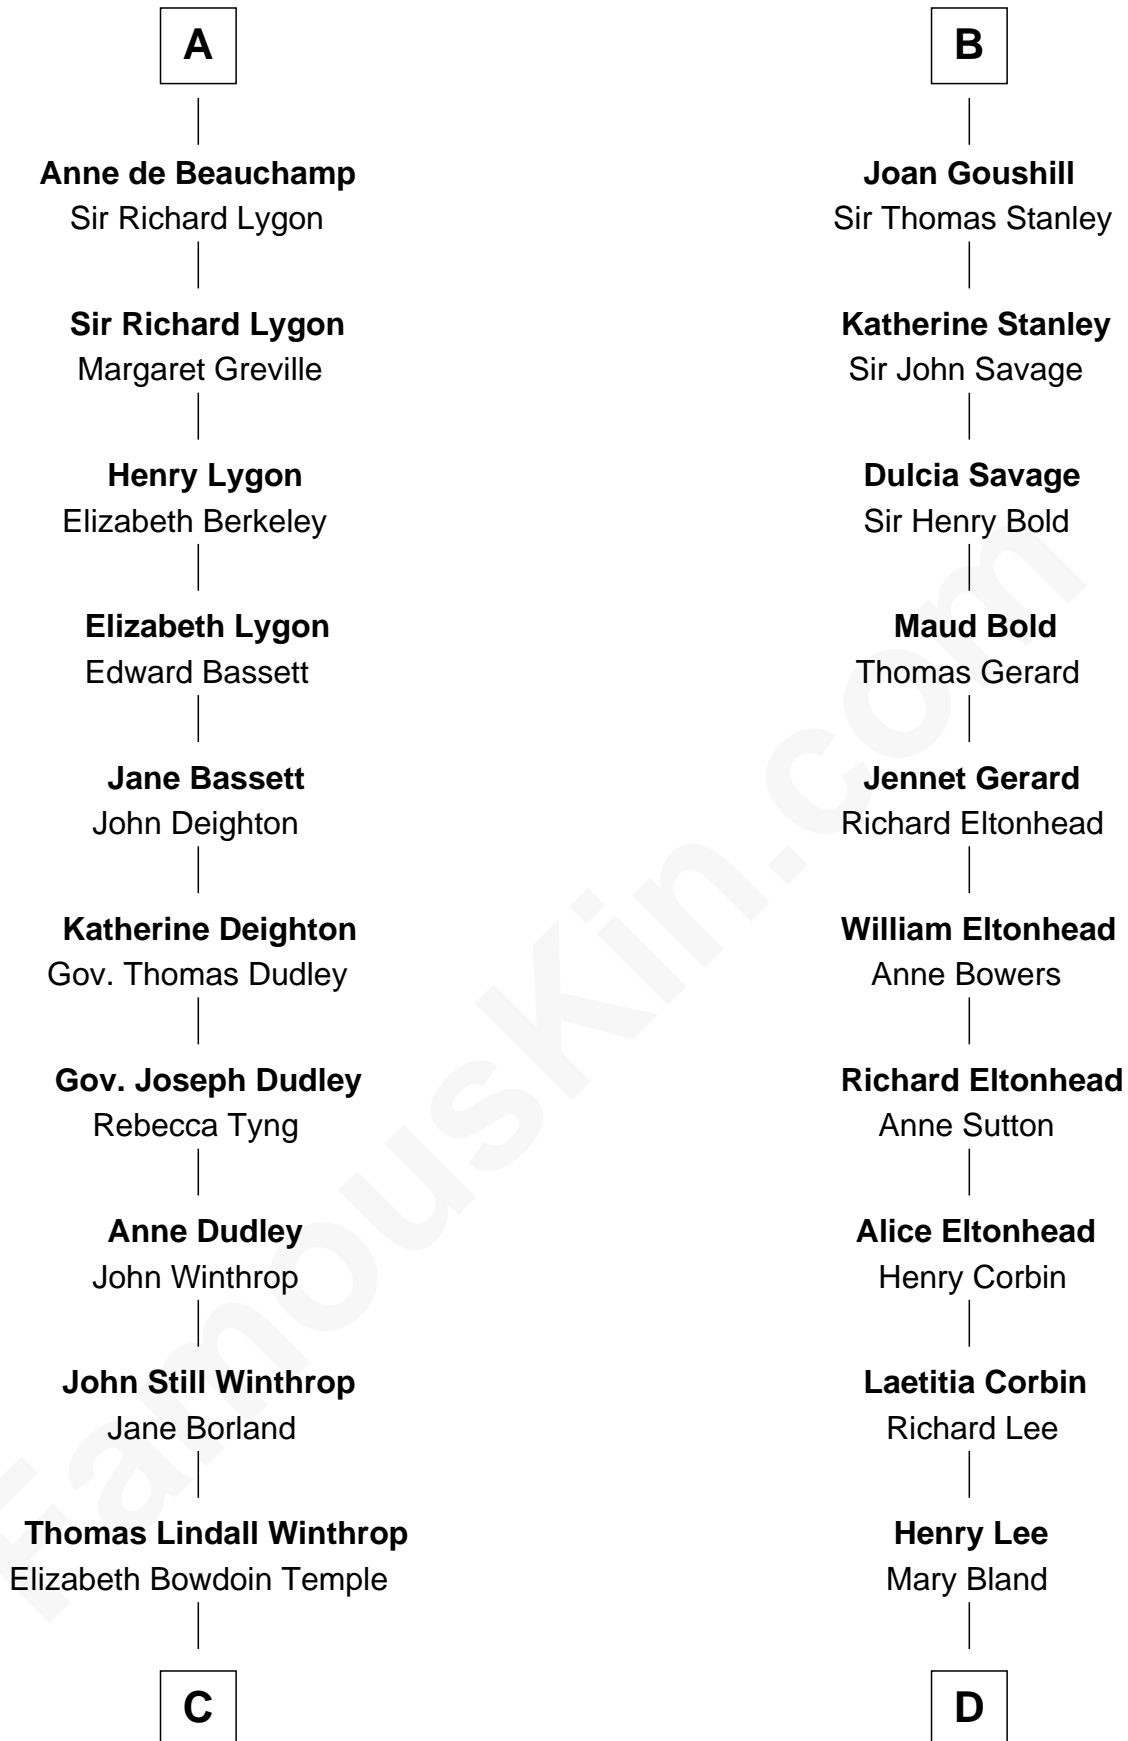 A
Anne de Beauchamp
Sir Richard Lygon
Sir Richard Lygon
Margaret Greville
Henry Lygon
Elizabeth Berkeley
Elizabeth Lygon
Edward Bassett
Jane Bassett
John Deighton
Katherine Deighton
Gov. Thomas Dudley
Gov. Joseph Dudley
Rebecca Tyng
Anne Dudley
John Winthrop
John Still Winthrop
Jane Borland
Thomas Lindall Winthrop
Elizabeth Bowdoin Temple
C
B
Joan Goushill
Sir Thomas Stanley
Katherine Stanley
Sir John Savage
Dulcia Savage
Sir Henry Bold
Maud Bold
Thomas Gerard
Jennet Gerard
Richard Eltonhead
William Eltonhead
Anne Bowers
Richard Eltonhead
Anne Sutton
Alice Eltonhead
Henry Corbin
Laetitia Corbin
Richard Lee
Henry Lee
Mary Bland
D
FamousKin.com